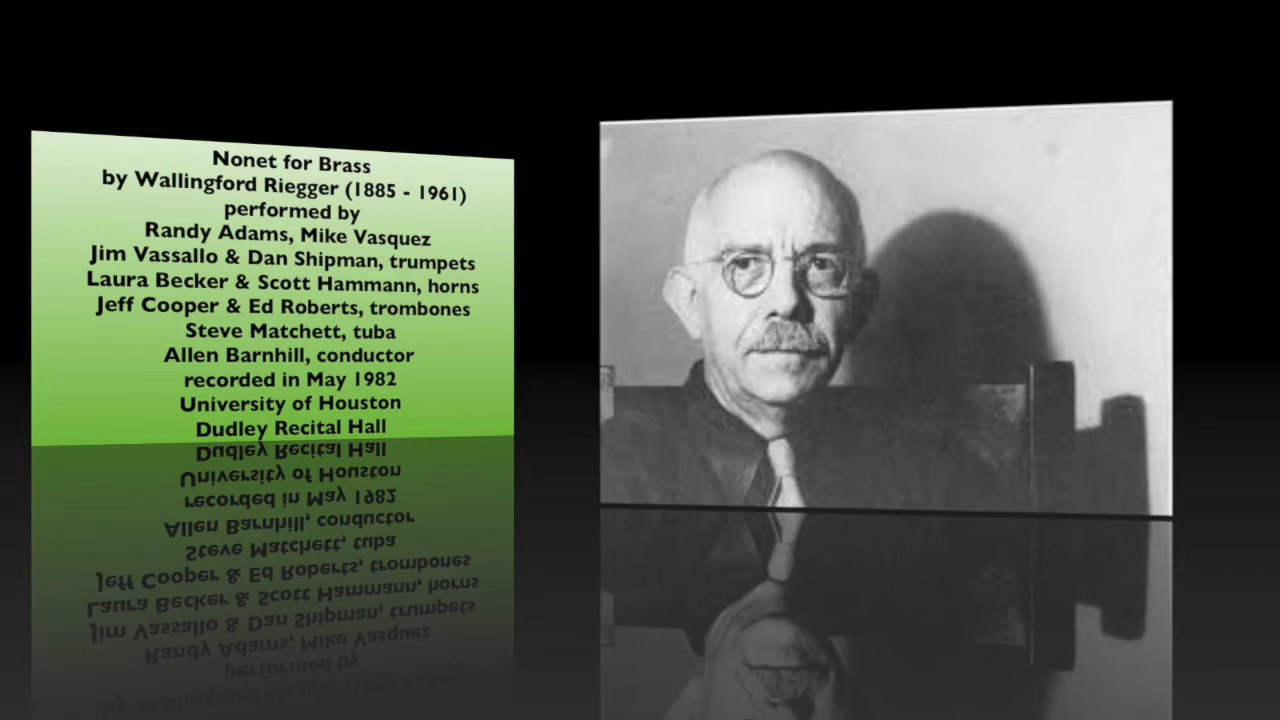 Nonet for Brass
by Wallingford Riegger (1885 - 1961)
performed by
Randy Adams, Mike Vasquez
Jim Vassallo & Dan Shipman, trumpets
Laura Becker & Scott Hammann, horns
Jeff Cooper & Ed Roberts, trombones
Steve Matchett, tuba
Allen Barnhill, conductor
recorded in May 1982
University of Houston
Dudley Recital Hall